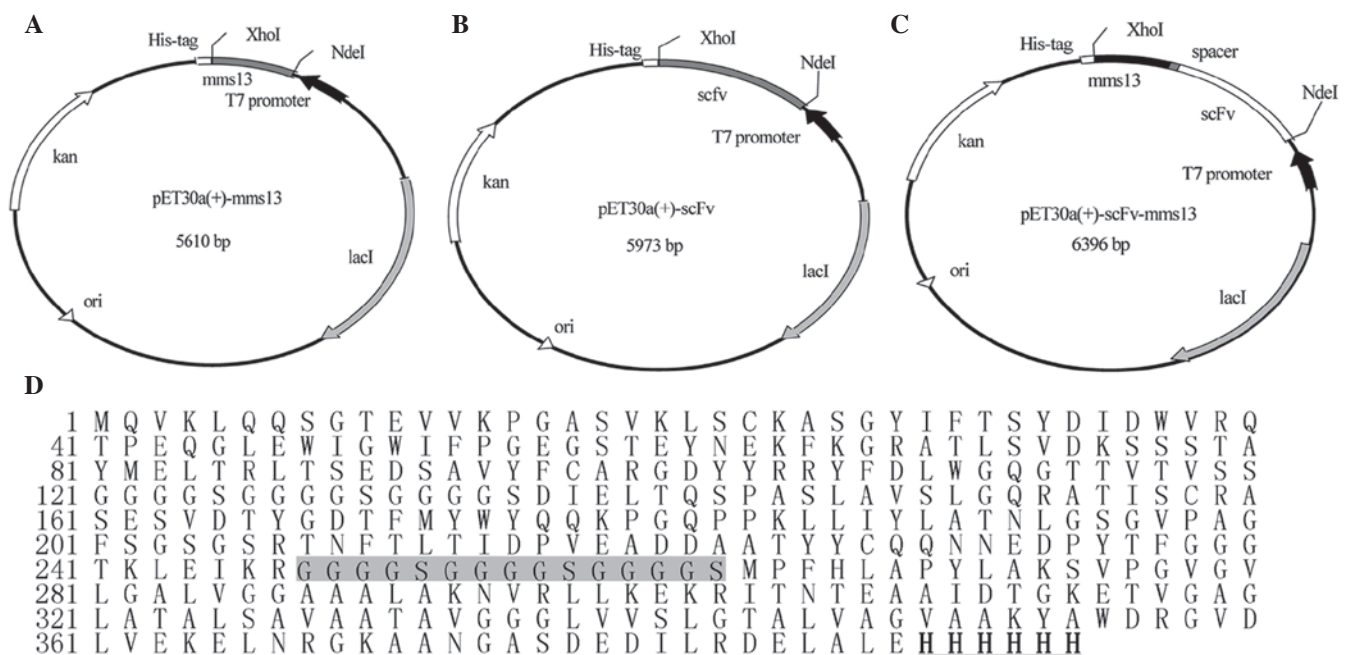 A
His-tag
XhoI
NdeI
mms13
T7 promoter
kan
pET30a(+)-mms13
5610 bp
lacI
ori
B
His-tag
XhoI
NdeI
scfv
T7 promoter
kan
pET30a(+)-scFv
5973 bp
lacI
ori
C
His-tag
XhoI
spacer
mms13
scFv
NdeI
kan
T7 promoter
pET30a(+)-scFv-mms13
6396 bp
ori
lacI
D
1 M Q V K L Q Q S G T E V V K P G A S V K L S C K A S G Y I F T S Y D I D W V R Q
41 T P E Q G L E W I G W I F P G E G S T E Y N E K F K G R A T L S V D K S S S T A
81 Y M E L T R L T S E D S A V Y F C A R G D Y Y R R Y F D L W G Q G T T V T V S S
121 G G G G S G G G G S G G G G S D I E L T Q S P A S L A V S L G Q R A T I S C R A
161 S E S V D T Y G D T F M Y W Y Q Q K P G Q P P K L L I Y L A T N L G S G V P A G
201 F S G S G S R T N F T L T I D P V E A D D A A T Y Y C Q Q N N E D P Y T F G G G
241 T K L E I K R G G G G S G G G G S G G G G S M P F H L A P Y L A K S V P G V G V
281 L G A L V G G A A A L A K N V R L L K E K R I T N T E A A I D T G K E T V G A G
321 L A T A L S A V A A T A V G G G L V V S L G T A L V A G V A A K Y A W D R G V D
361 L V E K E L N R G K A A N G A S D E D I L R D E L A L E H H H H H H